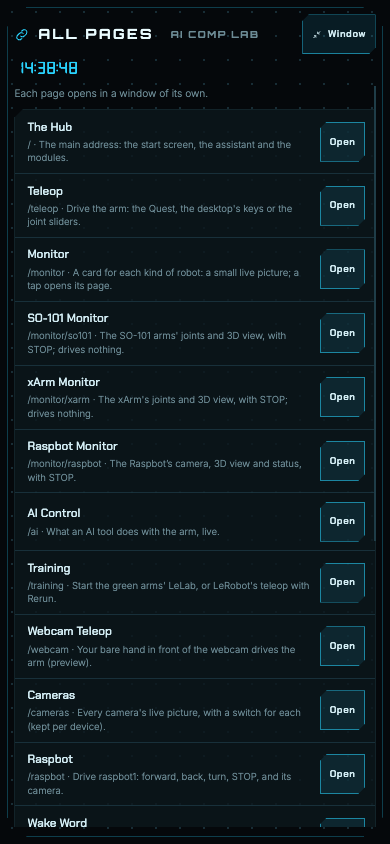 ALL PAGES AI COMP LAB Window
14:38:48
Each page opens in a window of its own.
The Hub
/ · The main address: the start screen, the assistant and the
modules.
Open
Teleop
/teleop · Drive the arm: the Quest, the desktop's keys or the
joint sliders.
Open
Monitor
/monitor · A card for each kind of robot: a small live picture; a
tap opens its page.
Open
SO-101 Monitor
/monitor/so101 · The SO-101 arms' joints and 3D view, with
STOP; drives nothing.
Open
xArm Monitor
/monitor/xarm · The xArm's joints and 3D view, with STOP;
drives nothing.
Open
Raspbot Monitor
/monitor/raspbot · The Raspbot's camera, 3D view and status,
with STOP.
Open
AI Control
/ai · What an AI tool does with the arm, live.
Open
Training
/training · Start the green arms' LeLab, or LeRobot's teleop with
Rerun.
Open
Webcam Teleop
/webcam · Your bare hand in front of the webcam drives the
arm (preview).
Open
Cameras
/cameras · Every camera's live picture, with a switch for each
(kept per device).
Open
Raspbot
/raspbot · Drive raspbot1: forward, back, turn, STOP, and its
camera.
Open
Wake Word